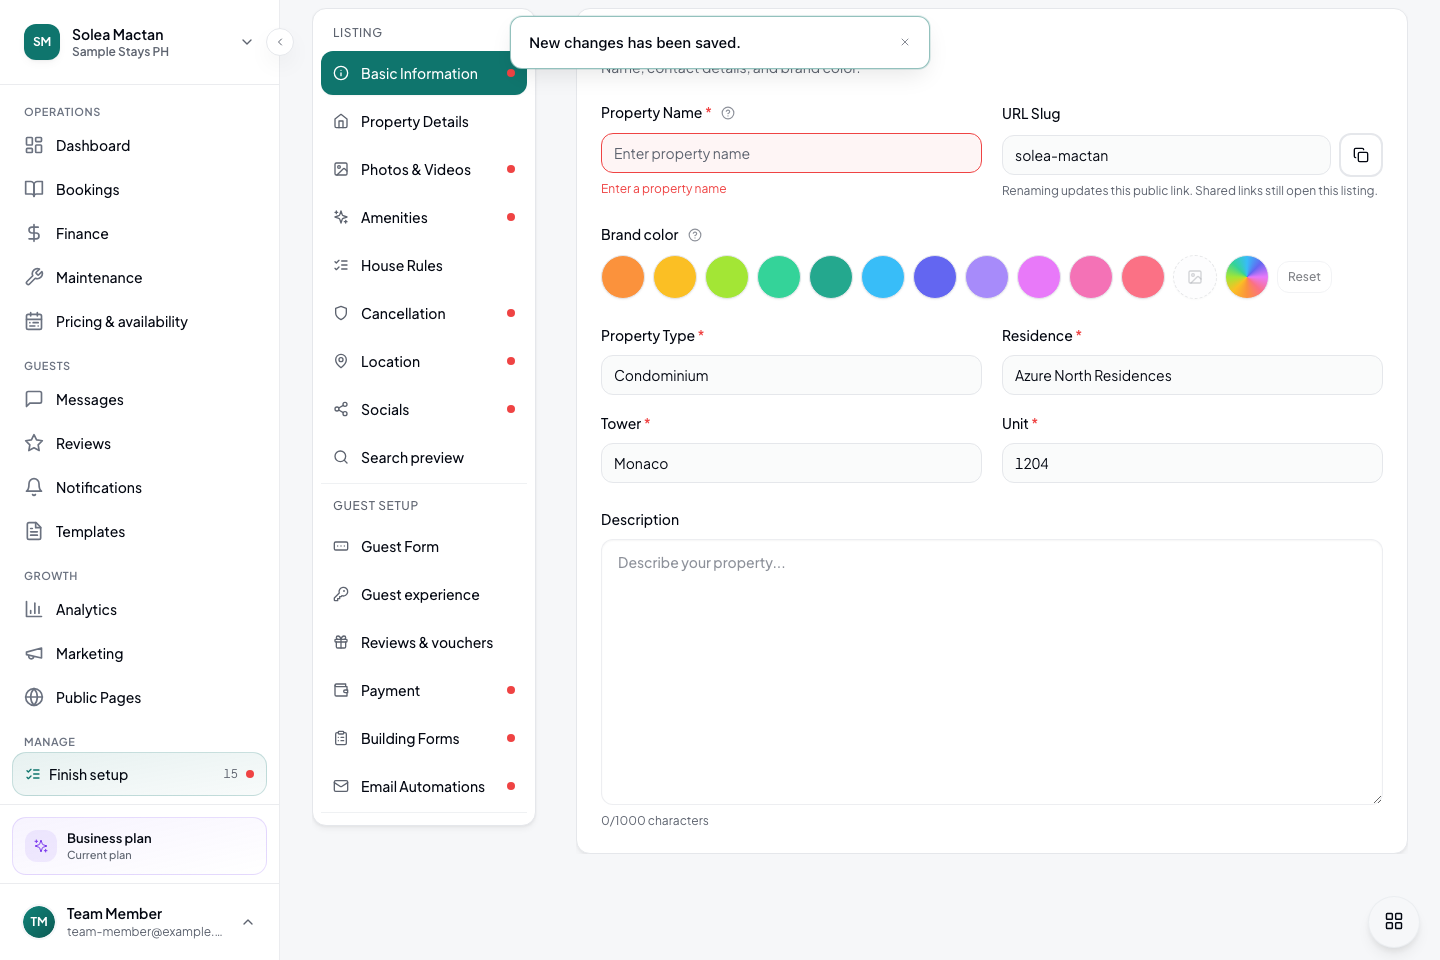 SM
Solea Mactan
Sample Stays PH
OPERATIONS
Dashboard
Bookings
Finance
Maintenance
Pricing & availability
GUESTS
Messages
Reviews
Notifications
Templates
GROWTH
Analytics
Marketing
Public Pages
MANAGE
Finish setup 15
Business plan
Current plan
TM
Team Member
team-member@example....
LISTING
Basic Information
Property Details
Photos & Videos
Amenities
House Rules
Cancellation
Location
Socials
Search preview
GUEST SETUP
Guest Form
Guest experience
Reviews & vouchers
Payment
Building Forms
Email Automations
New changes has been saved.
Name, contact details, and brand color.
Property Name *
Enter property name
Enter a property name
URL Slug
solea-mactan
Renaming updates this public link. Shared links still open this listing.
Brand color
Reset
Property Type *
Condominium
Residence *
Azure North Residences
Tower *
Monaco
Unit *
1204
Description
Describe your property...
0/1000 characters